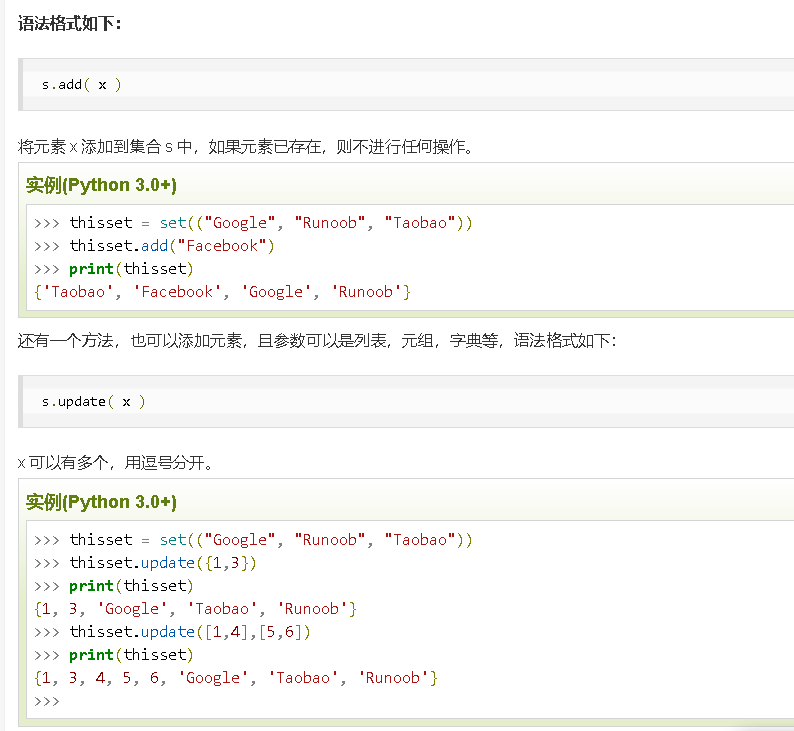 语法格式如下：
s.add( x )
将元素 x 添加到集合 s 中，如果元素已存在，则不进行任何操作。
实例(Python 3.0+)
>>> thisset = set(("Google", "Runoob", "Taobao"))
>>> thisset.add("Facebook")
>>> print(thisset)
{'Taobao', 'Facebook', 'Google', 'Runoob'}
还有一个方法，也可以添加元素，且参数可以是列表，元组，字典等，语法格式如下：
s.update( x )
x 可以有多个，用逗号分开。
实例(Python 3.0+)
>>> thisset = set(("Google", "Runoob", "Taobao"))
>>> thisset.update({1,3})
>>> print(thisset)
{1, 3, 'Google', 'Taobao', 'Runoob'}
>>> thisset.update([1,4],[5,6])
>>> print(thisset)
{1, 3, 4, 5, 6, 'Google', 'Taobao', 'Runoob'}
>>>